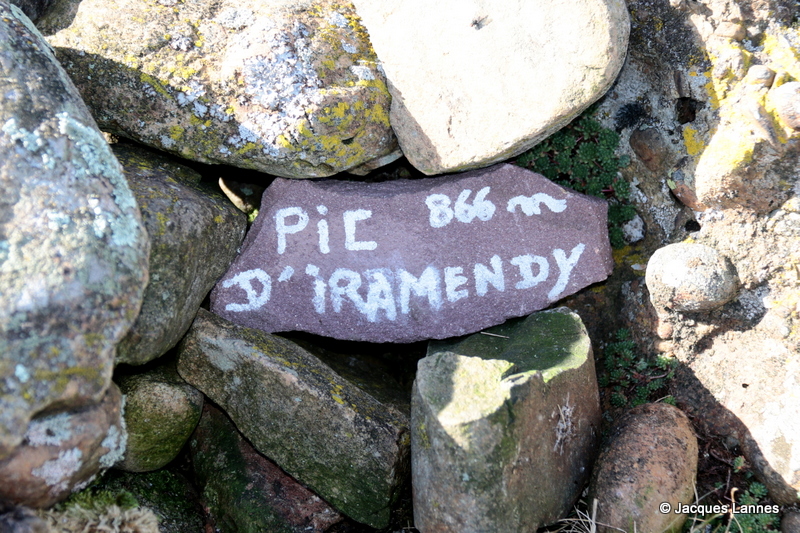 PiC 866 m
D'iRAMENDY
© Jacques Lannes